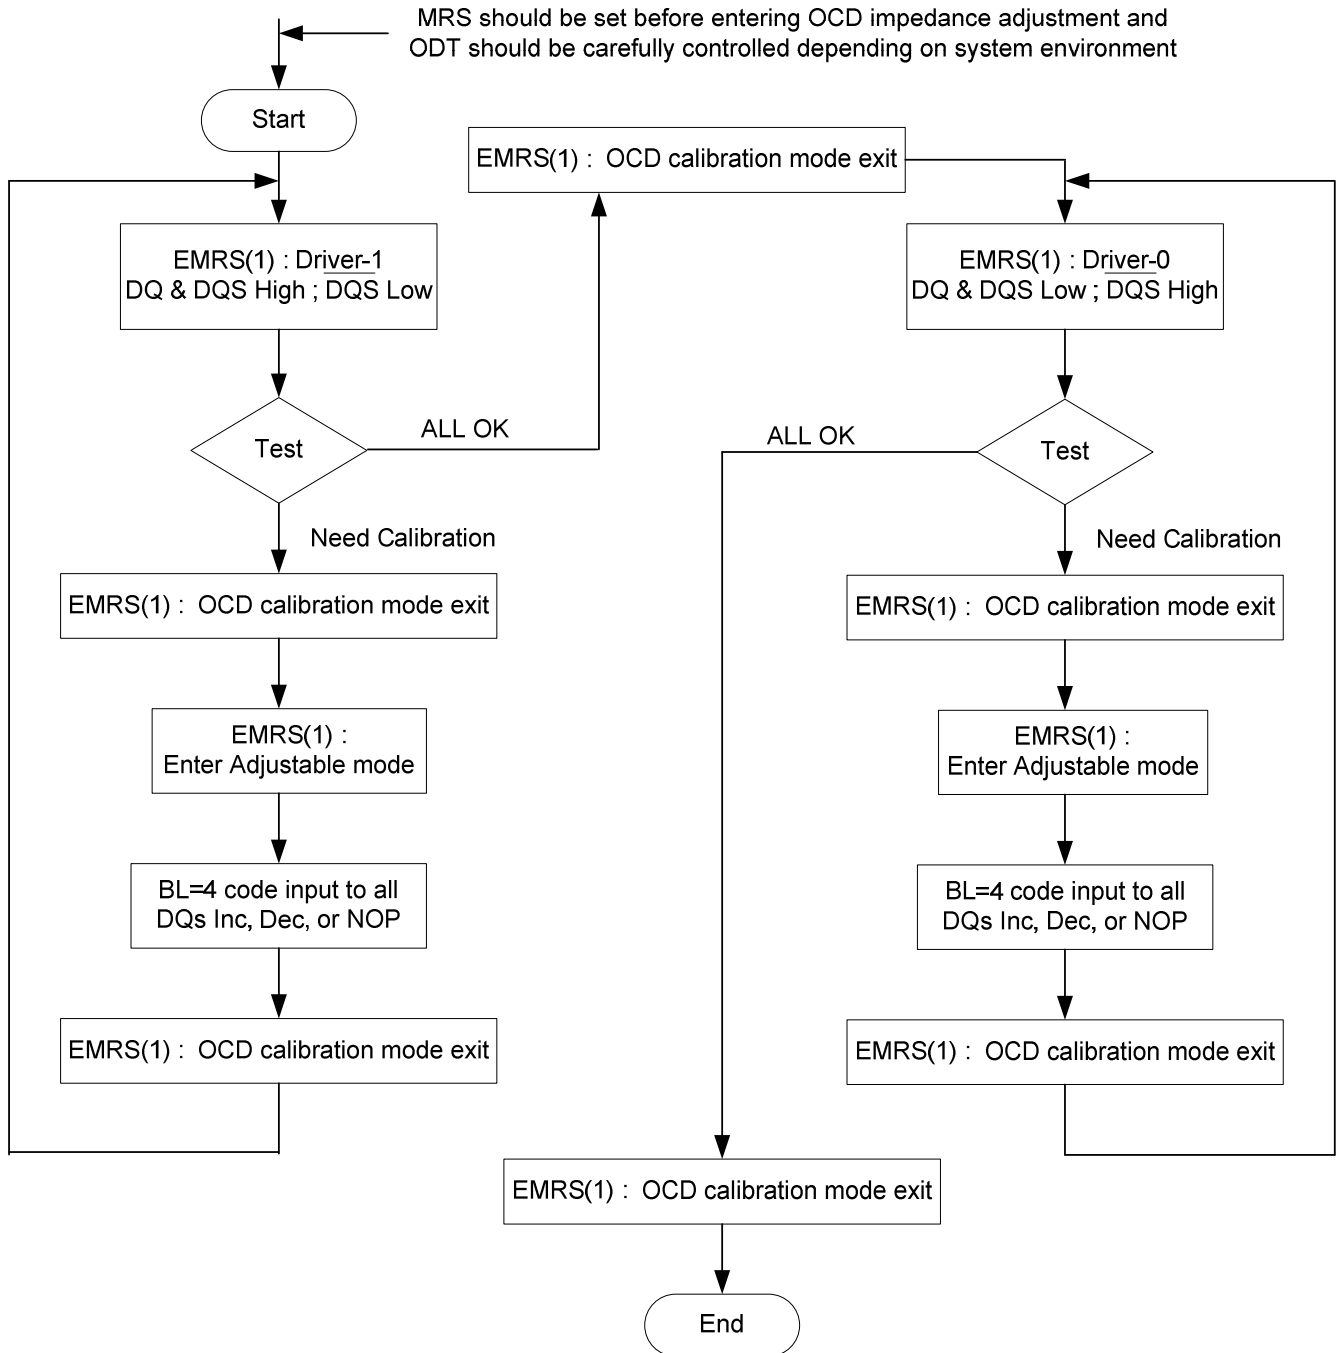 MRS should be set before entering OCD impedance adjustment and
ODT should be carefully controlled depending on system environment
Start
EMRS(1) : Driver-1
DQ & DQS High ; D̅Q̅S̅ Low
Test
ALL OK
Need Calibration
EMRS(1) : OCD calibration mode exit
EMRS(1) :
Enter Adjustable mode
BL=4 code input to all
DQs Inc, Dec, or NOP
EMRS(1) : OCD calibration mode exit
EMRS(1) : OCD calibration mode exit
EMRS(1) : Driver-0
DQ & DQS Low ; D̅Q̅S̅ High
Test
ALL OK
Need Calibration
EMRS(1) : OCD calibration mode exit
EMRS(1) :
Enter Adjustable mode
BL=4 code input to all
DQs Inc, Dec, or NOP
EMRS(1) : OCD calibration mode exit
EMRS(1) : OCD calibration mode exit
End